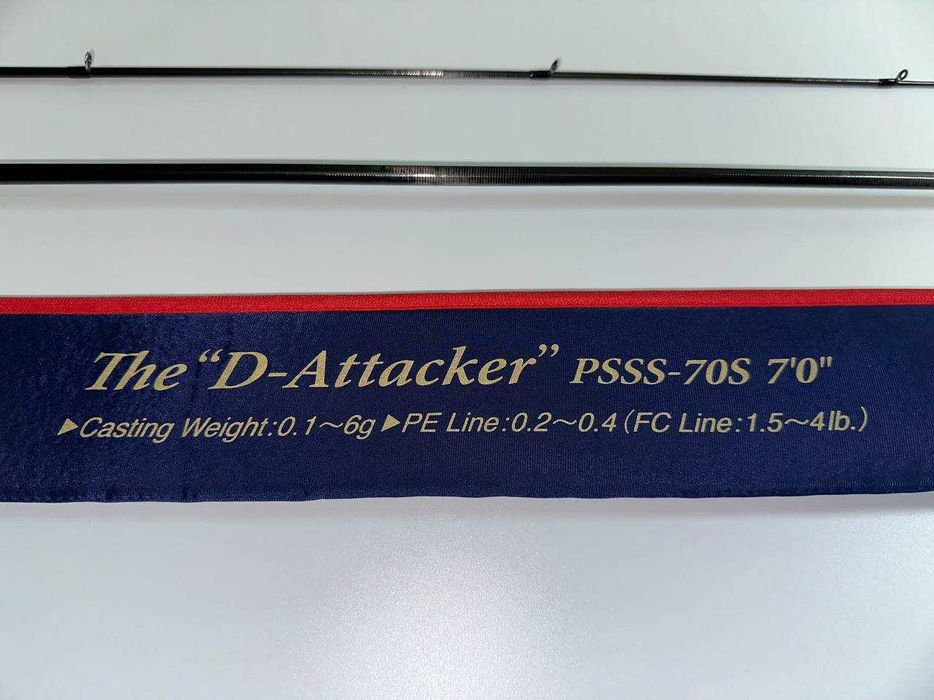 The “D-Attacker” PSSS-70S 7'0"
▶Casting Weight:0.1～6g ▶PE Line:0.2～0.4 (FC Line:1.5～4lb.)